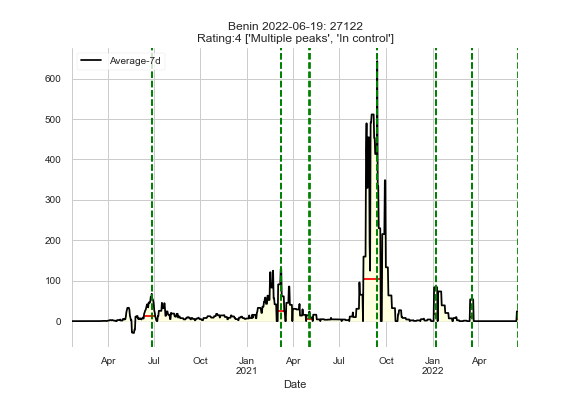 Benin 2022-06-19: 27122
Rating:4 ['Multiple peaks', 'In control']
Average-7d
600
500
400
300
200
100
0
Apr Jul Oct Jan Apr Jul Oct Jan Apr
2021 2022
Date